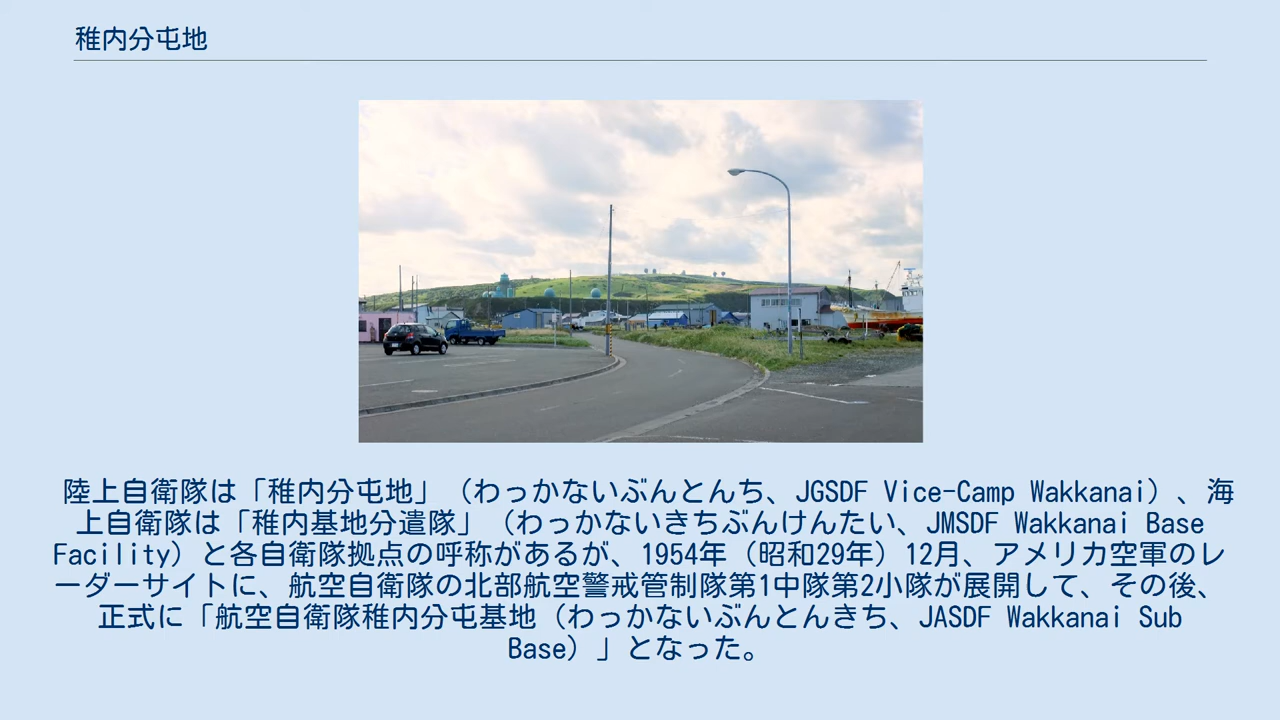 稚内分屯地
陸上自衛隊は「稚内分屯地」（わっかないぶんとんち、JGSDF Vice-Camp Wakkanai）、海
上自衛隊は「稚内基地分遣隊」（わっかないきちぶんけんたい、JMSDF Wakkanai Base
Facility）と各自衛隊拠点の呼称があるが、1954年（昭和29年）12月、アメリカ空軍のレ
ーダーサイトに、航空自衛隊の北部航空警戒管制隊第1中隊第2小隊が展開して、その後、
正式に「航空自衛隊稚内分屯基地（わっかないぶんとんきち、JASDF Wakkanai Sub
Base）」となった。